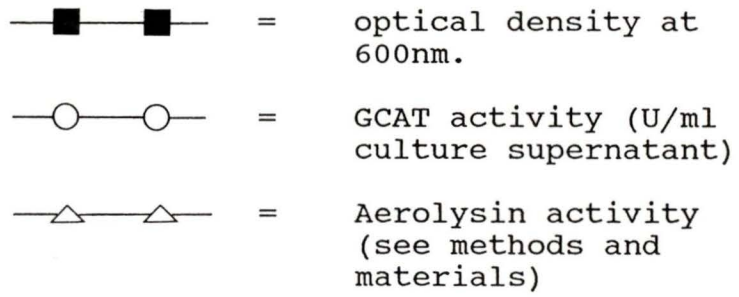 = optical density at
600nm.
= GCAT activity (U/ml
culture supernatant)
= Aerolysin activity
(see methods and
materials)